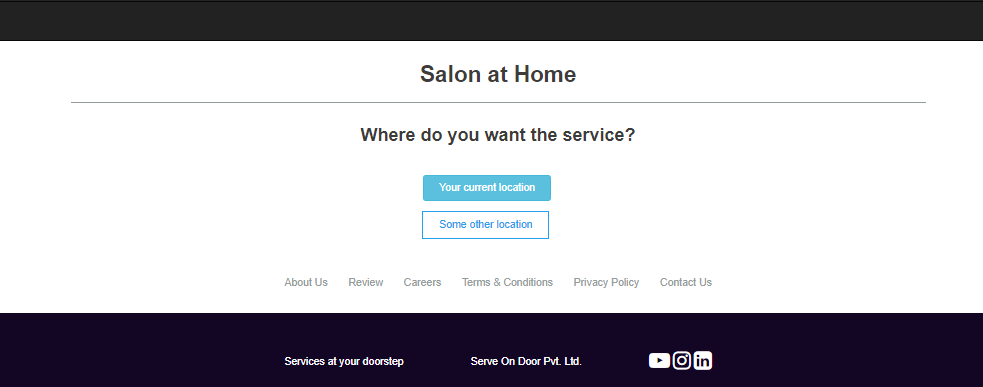 Salon at Home
Where do you want the service?
Your current location
Some other location
About Us Review Careers Terms & Conditions Privacy Policy Contact Us
Services at your doorstep Serve On Door Pvt. Ltd. in